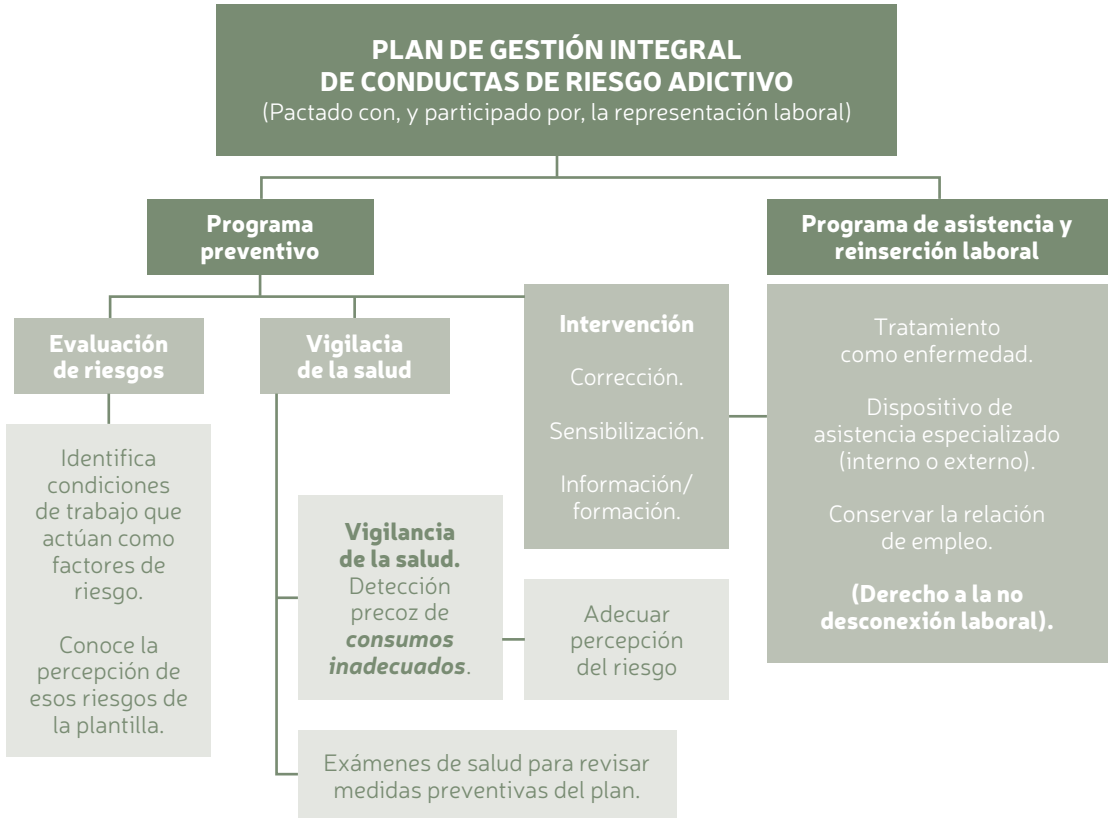 PLAN DE GESTIÓN INTEGRAL
DE CONDUCTAS DE RIESGO ADICTIVO
(Pactado con, y participado por, la representación laboral)
Programa
preventivo
Programa de asistencia y
reinserción laboral
Evaluación
de riesgos
Vigilacia
de la salud
Intervención
Corrección.
Sensibilización.
Información/
formación.
Tratamiento
como enfermedad.
Dispositivo de
asistencia especializado
(interno o externo).
Conservar la relación
de empleo.
(Derecho a la no
desconexión laboral).
Identifica
condiciones
de trabajo que
actúan como
factores de
riesgo.
Conoce la
percepción de
esos riesgos de
la plantilla.
Vigilancia
de la salud.
Detección
precoz de
consumos
inadecuados.
Adecuar
percepción
del riesgo
Exámenes de salud para revisar
medidas preventivas del plan.